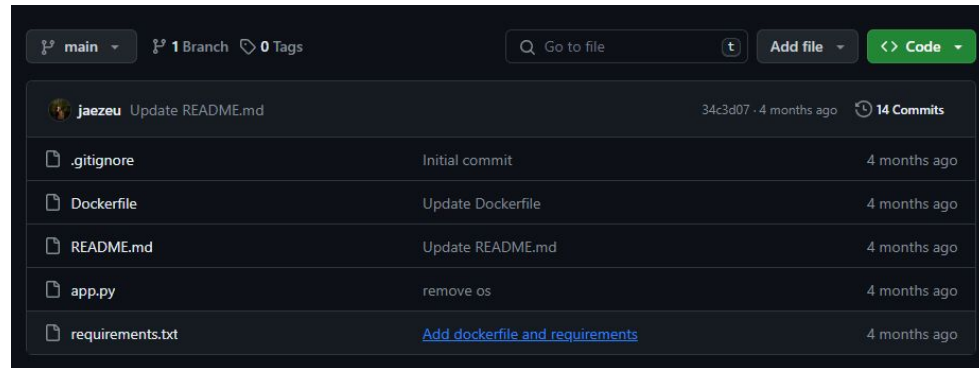 main 1 Branch 0 Tags Go to file t Add file <> Code
jaezeu Update README.md 34c3d07 · 4 months ago 14 Commits
.gitignore Initial commit 4 months ago
Dockerfile Update Dockerfile 4 months ago
README.md Update README.md 4 months ago
app.py remove os 4 months ago
requirements.txt Add dockerfile and requirements 4 months ago